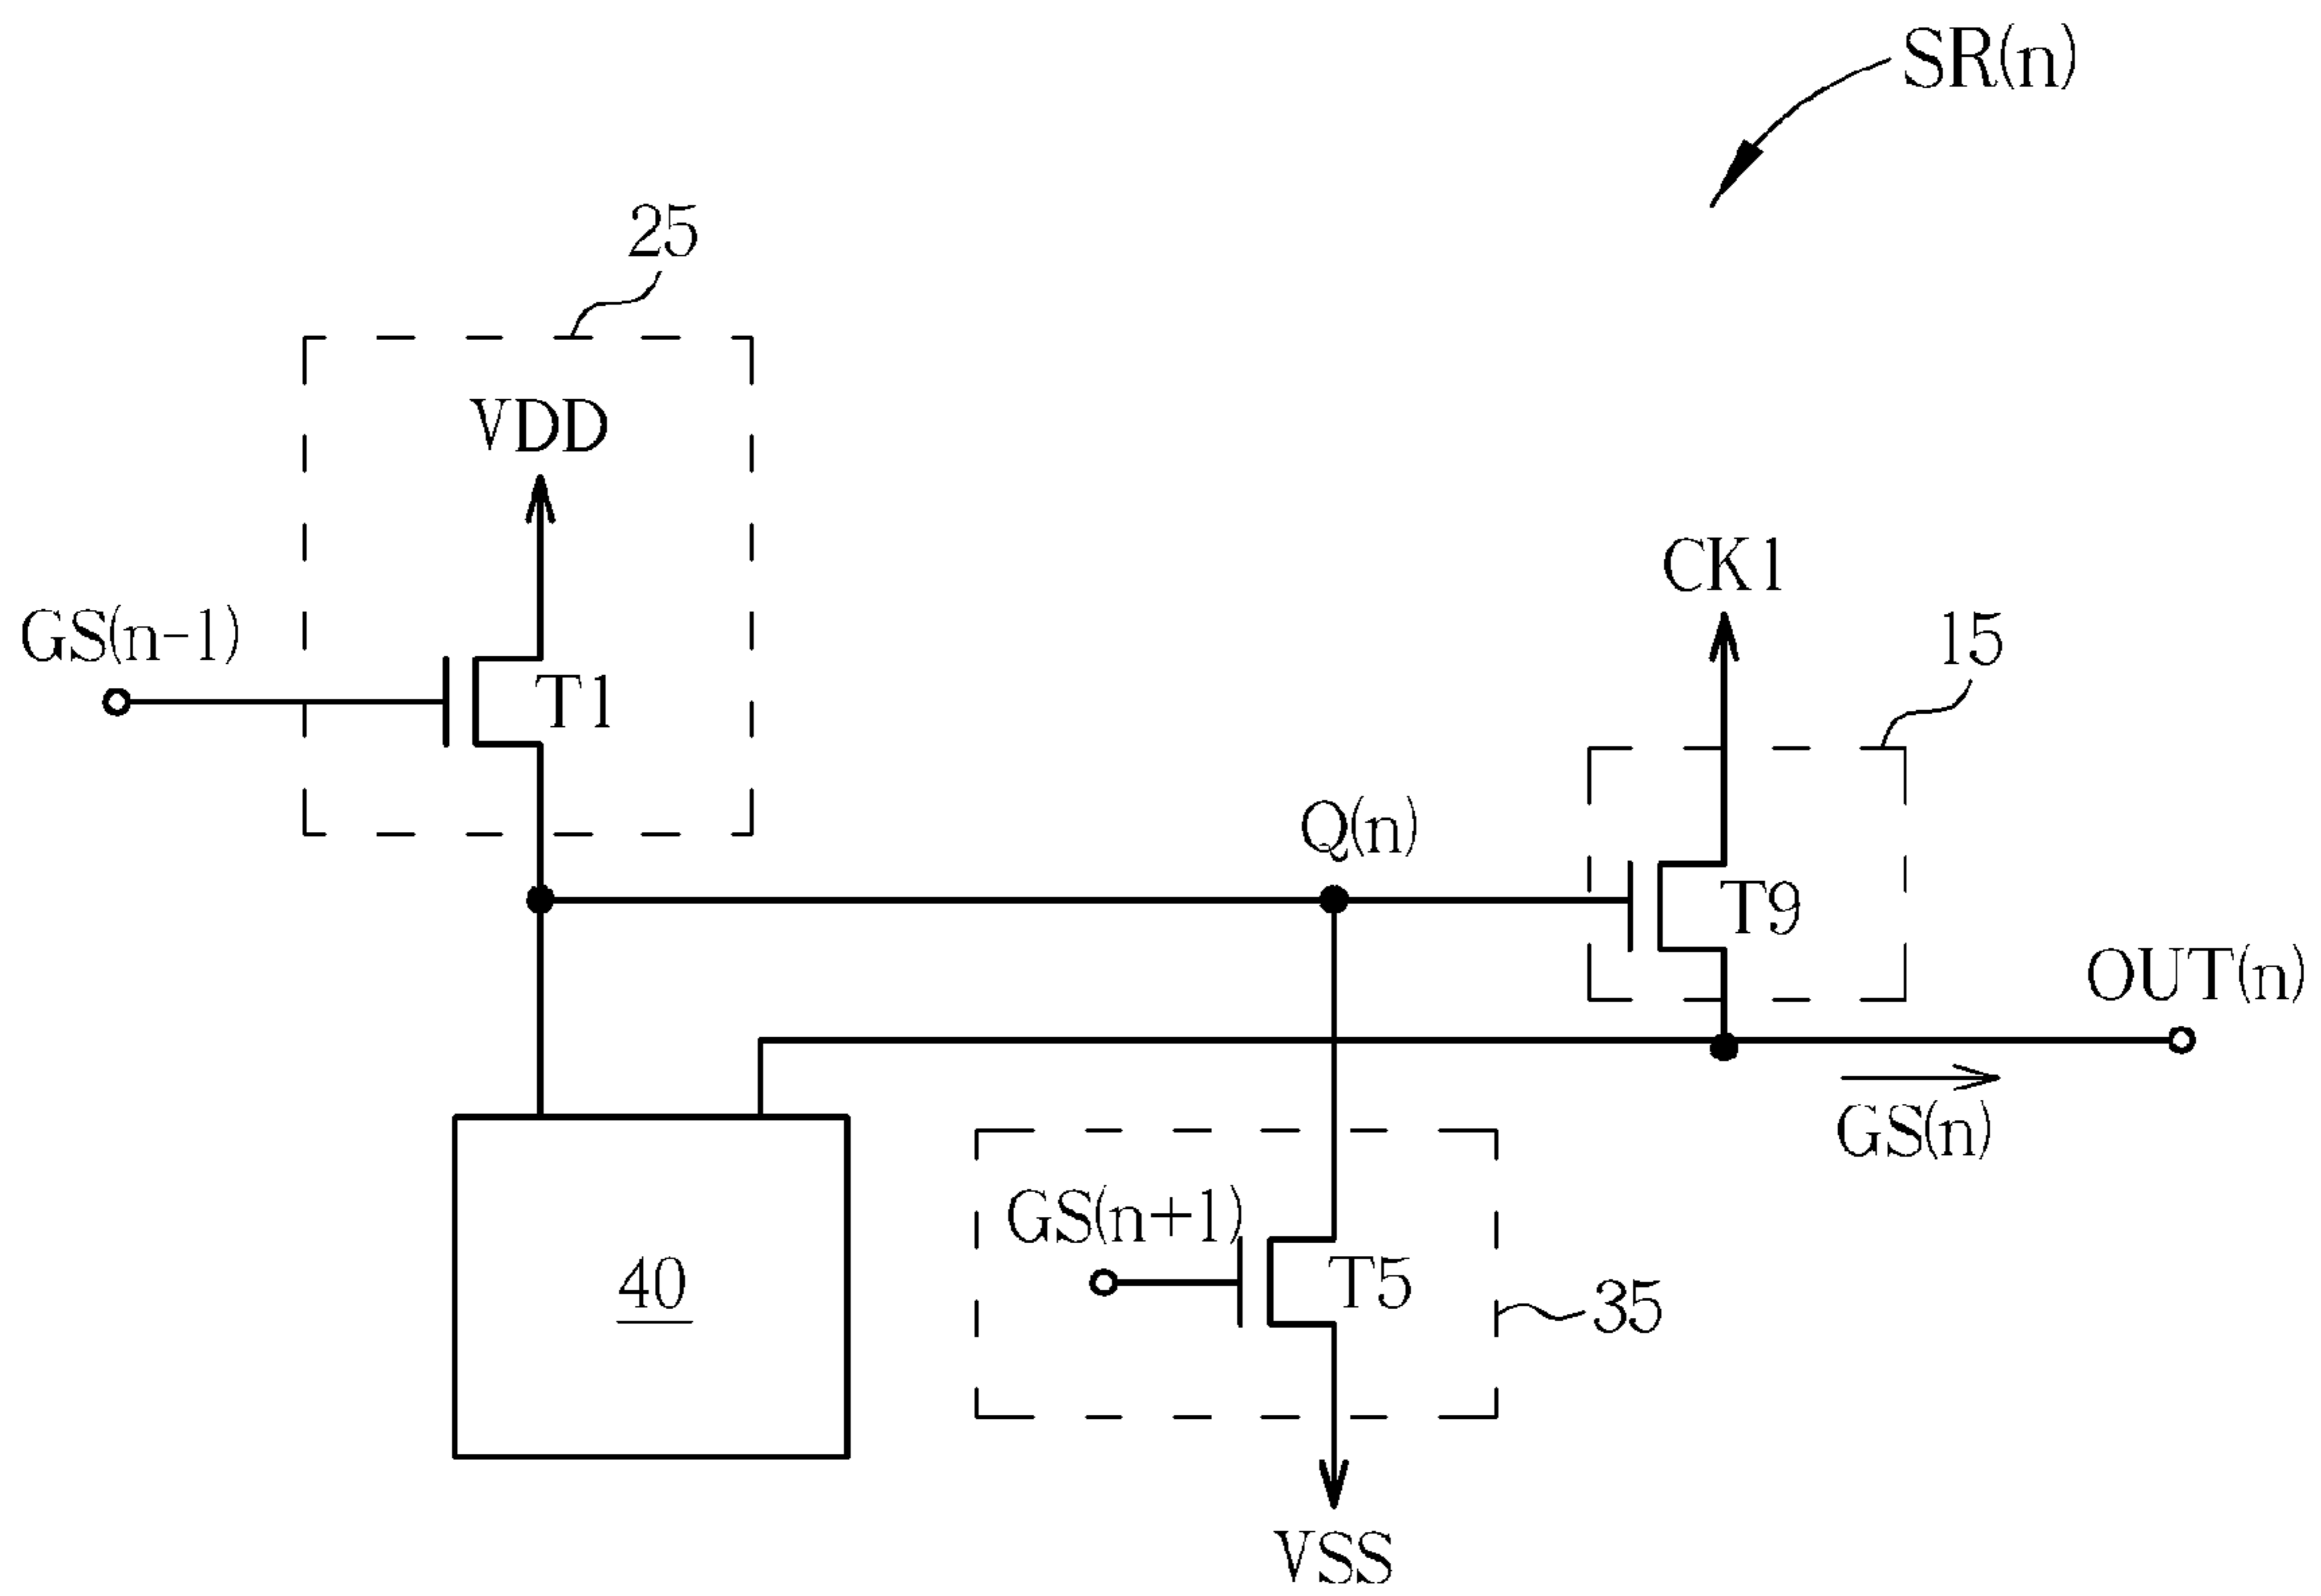 SR(n)
25
VDD
CK1
GS(n-1)
15
T1
Q(n)
T9
OUT(n)
GS(n)
GS(n+1)
40
T5
35
VSS